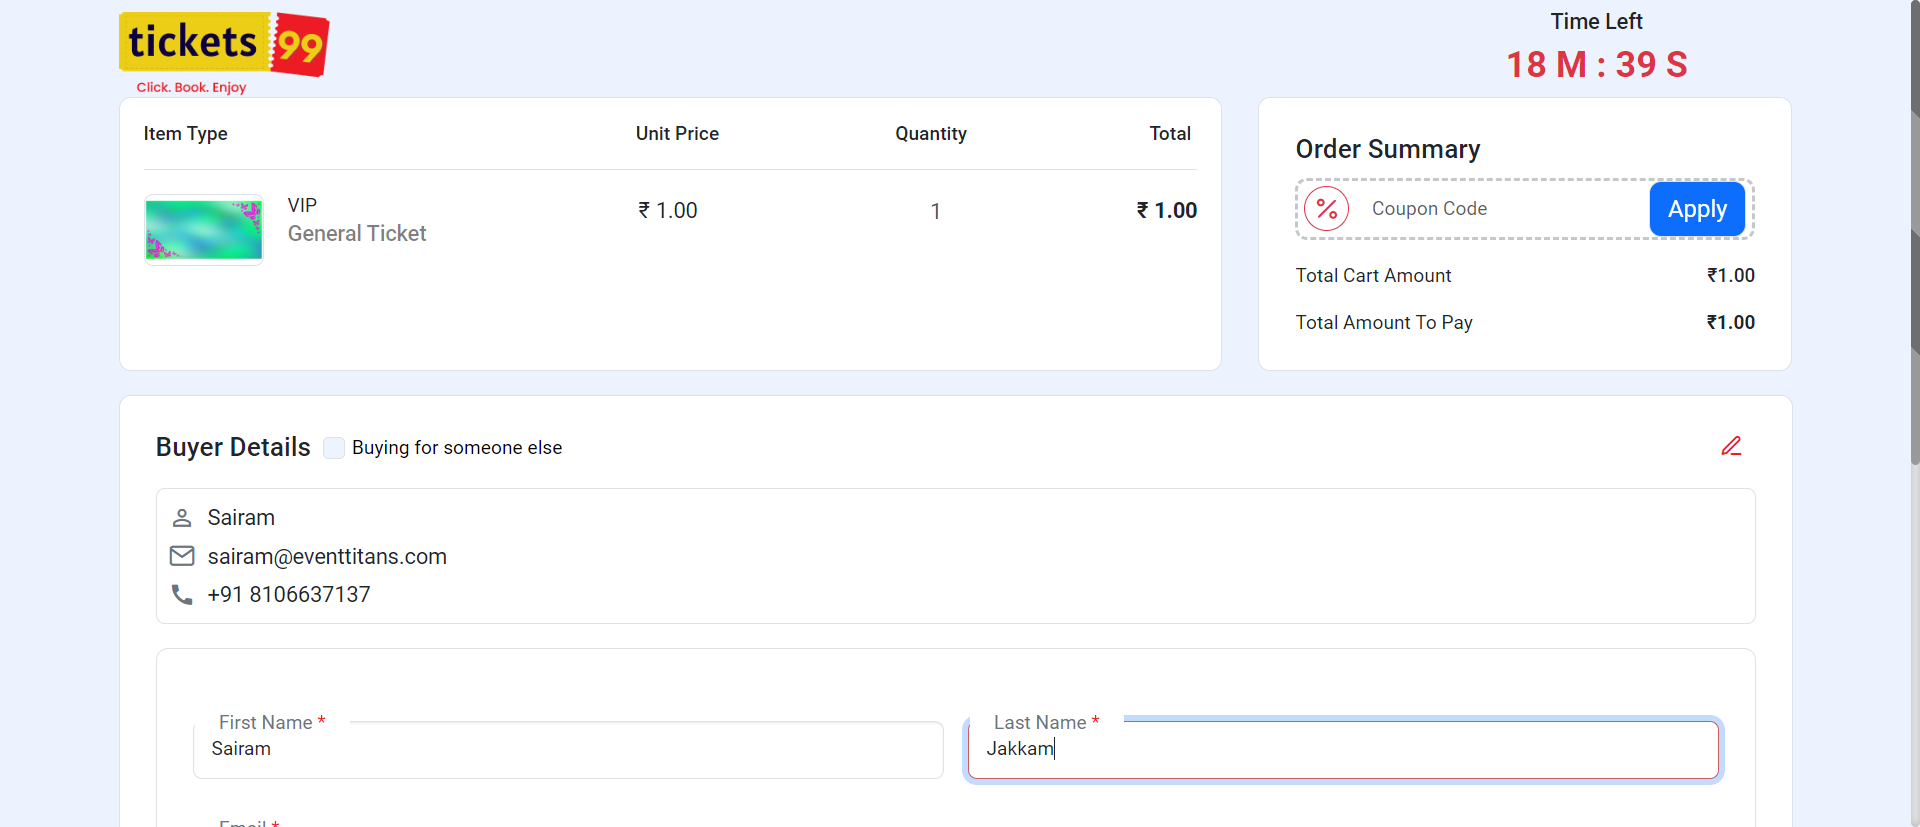 tickets 99
Click. Book. Enjoy
Time Left
18 M : 39 S
Item Type Unit Price Quantity Total
VIP
General Ticket
₹ 1.00 1 ₹ 1.00
Order Summary
% Coupon Code Apply
Total Cart Amount ₹1.00
Total Amount To Pay ₹1.00
Buyer Details Buying for someone else
Sairam
sairam@eventtitans.com
+91 8106637137
First Name * Last Name *
Sairam Jakkam
Email *